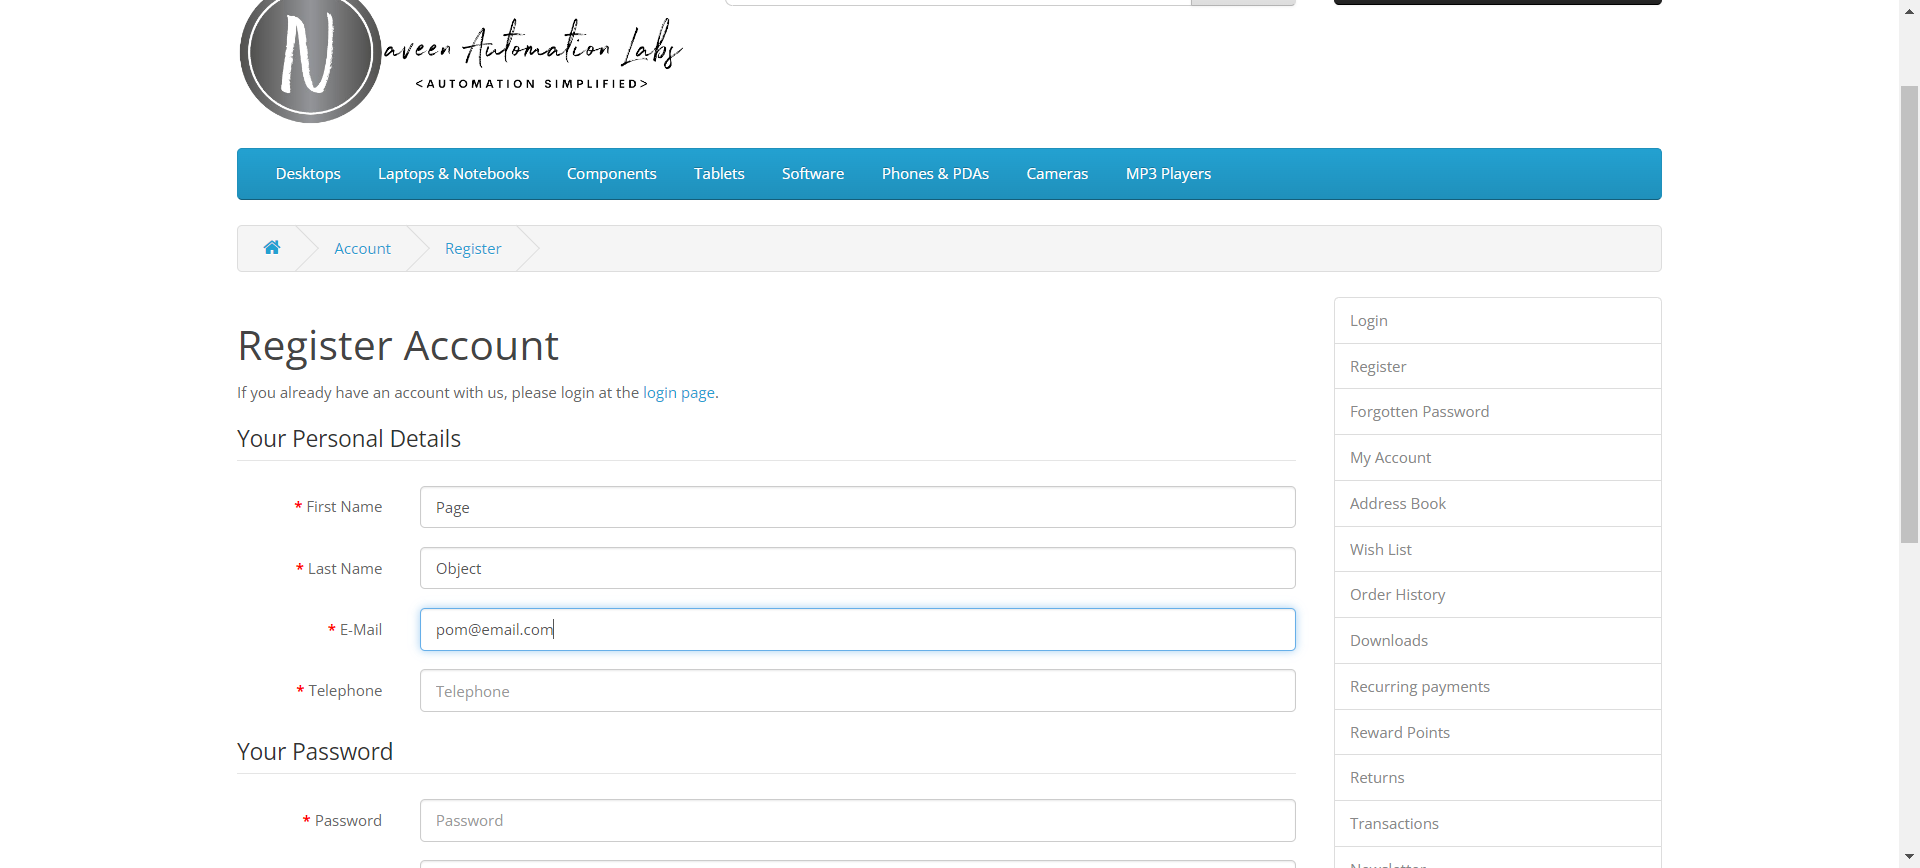 Naveen Automation Labs
<AUTOMATION SIMPLIFIED>
Desktops Laptops & Notebooks Components Tablets Software Phones & PDAs Cameras MP3 Players
Account Register
Register Account
If you already have an account with us, please login at the login page.
Your Personal Details
* First Name Page
* Last Name Object
* E-Mail pom@email.com
* Telephone Telephone
Your Password
* Password Password
Login
Register
Forgotten Password
My Account
Address Book
Wish List
Order History
Downloads
Recurring payments
Reward Points
Returns
Transactions
Newsletter